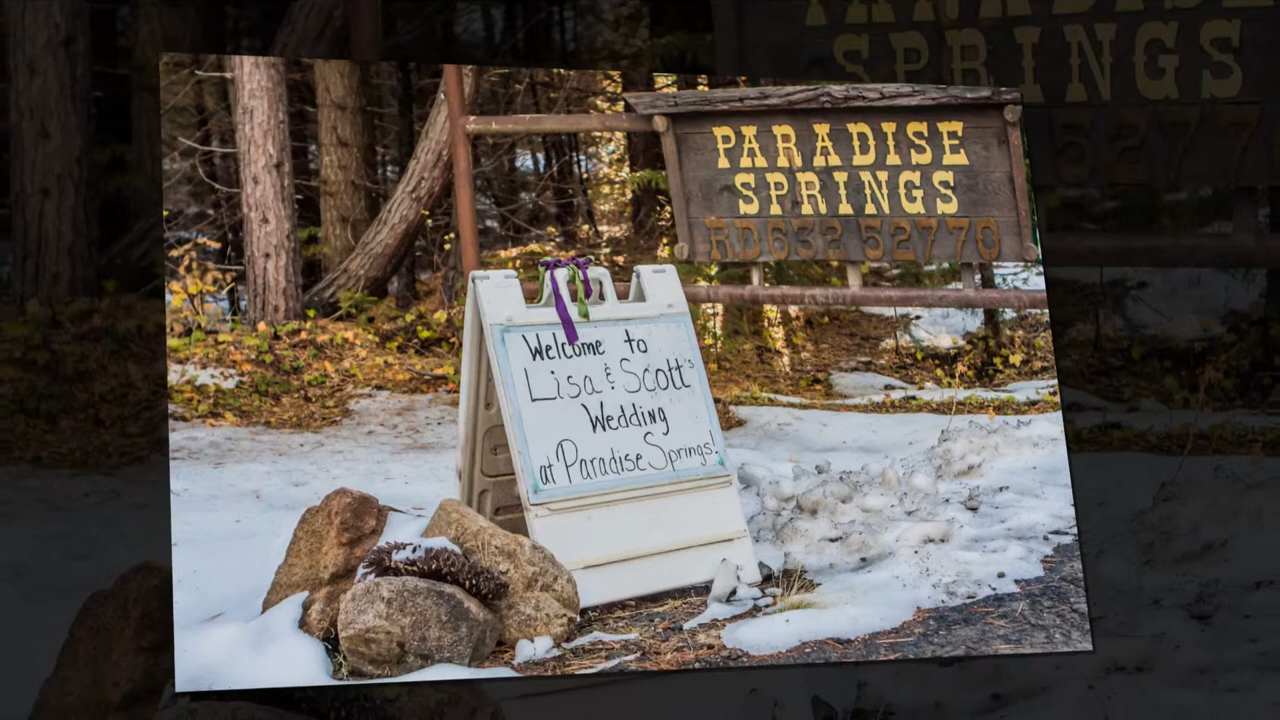 PARADISE
SPRINGS
RD632 52770
Welcome to
Lisa & Scott's
Wedding
at Paradise Springs!